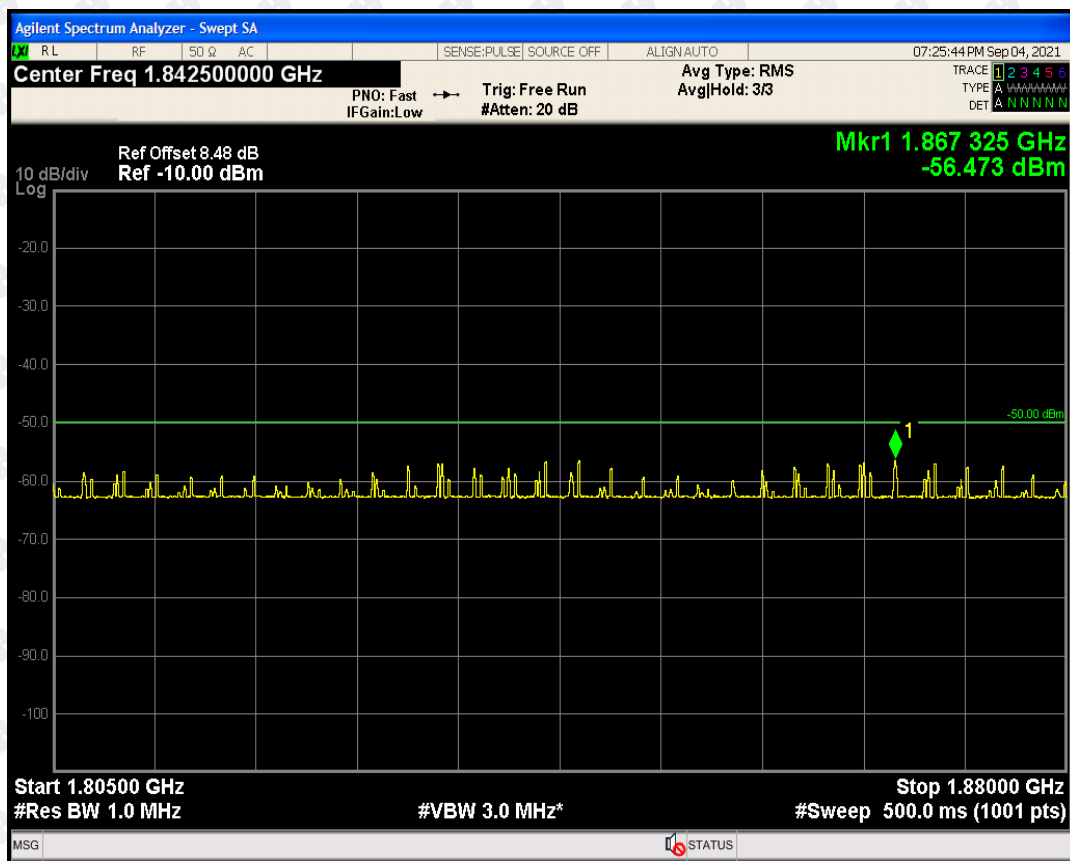 Agilent Spectrum Analyzer - Swept SA
LXI RL RF 50 Ω AC SENSE:PULSE SOURCE OFF ALIGN AUTO 07:25:44 PM Sep 04, 2021
Center Freq 1.842500000 GHz
PNO: Fast
IFGain:Low
Trig: Free Run
#Atten: 20 dB
Avg Type: RMS
Avg|Hold: 3/3
TRACE 1 2 3 4 5 6
TYPE A WWWWW
DET A N N N N N
Mkr1 1.867 325 GHz
-56.473 dBm
Ref Offset 8.48 dB
10 dB/div Ref -10.00 dBm
Log
-20.0
-30.0
-40.0
-50.0
-50.00 dBm
1
-60.0
-70.0
-80.0
-90.0
-100
Start 1.80500 GHz Stop 1.88000 GHz
#Res BW 1.0 MHz #VBW 3.0 MHz* #Sweep 500.0 ms (1001 pts)
MSG STATUS